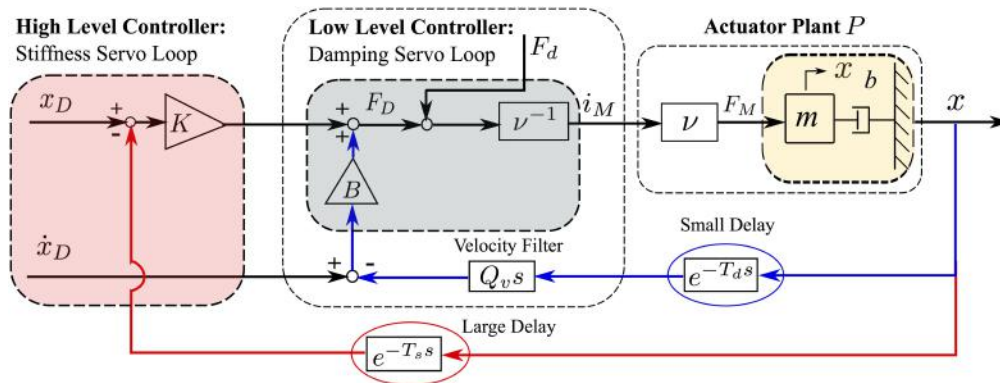 High Level Controller:
Stiffness Servo Loop
Low Level Controller:
Damping Servo Loop
Actuator Plant P
F_d
x_D
+
-
K
+
+
F_D
ν⁻¹
i_M
ν
F_M
x
b
m
x
B
ẋ_D
+
-
Velocity Filter
Q_v s
Small Delay
e^{-T_d s}
Large Delay
e^{-T_s s}